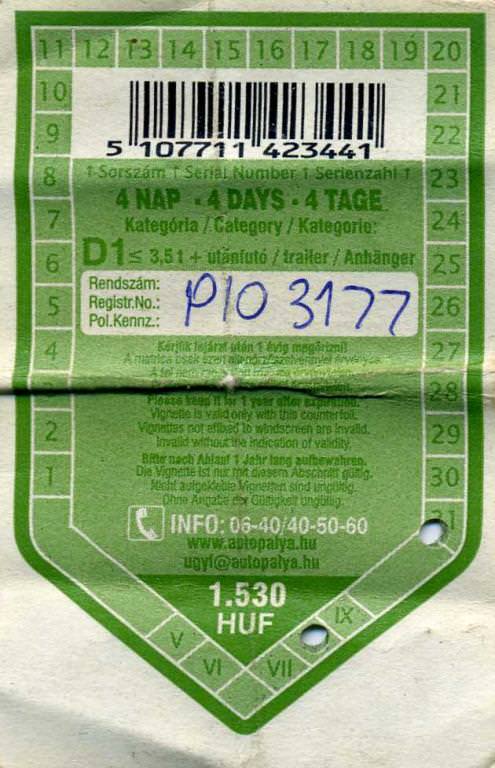 11 12 13 14 15 16 17 18 19 20
10 21
9 22
5 107711 423441
8 ↑Sorszám ↑ Serial Number ↑ Serienzahl ↑ 23
4 NAP - 4 DAYS - 4 TAGE
7 Kategória / Category / Kategorie: 24
6 D1 ≤ 3,5 t + utánfutó / trailer / Anhänger 25
Rendszám:
5 Registr.No.: PIO 3177 26
Pol.Kennz.:
4 Kérjük lejárat után 1 évig megőrizni! 27
28
Please keep it for 1 year after expiration.
Vignette is valid only with this counterfoil.
2 Vignettes not affixed to windscreen are invalid. 29
Invalid without the indication of validity.
Bitte nach Ablauf 1 Jahr lang aufbewahren.
1 Die Vignette ist nur mit diesem Abschnitt gültig. 30
Nicht aufgeklebte Vignetten sind ungültig.
Ohne Angabe der Gültigkeit ungültig.
INFO: 06-40/40-50-60 31
www.autopalya.hu
ugyf@autopalya.hu
1.530
HUF
V VI VII IX